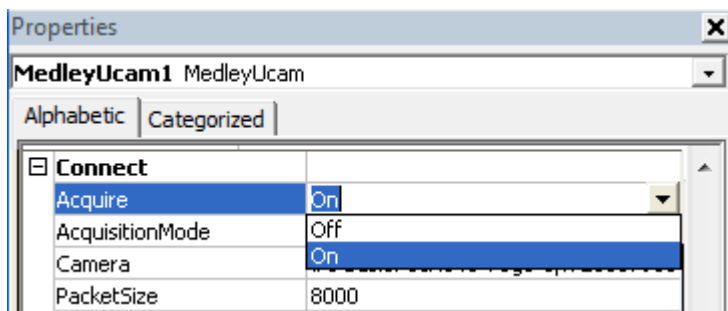 Properties
MedleyUcam1 MedleyUcam
Alphabetic Categorized
Connect
Acquire On
AcquisitionMode Off
Camera On
PacketSize 8000